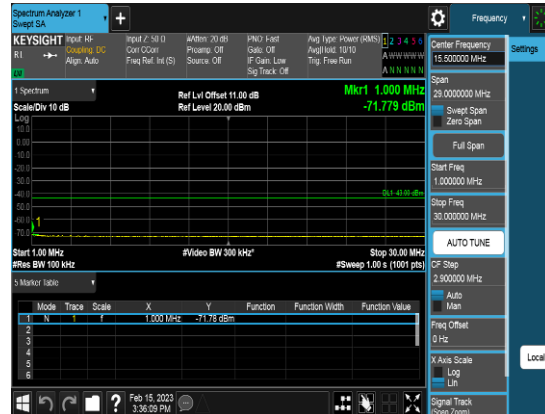 Spectrum Analyzer 1
Swept SA
+
Frequency
KEYSIGHT
R1
LM
Input: RF
Coupling: DC
Align: Auto
Input Z: 50 Ω
Corr CCorr
Freq Ref: Int (S)
#Atten: 20 dB
Preamp: Off
Source: Off
PNO: Fast
Gate: Off
IF Gain: Low
Sig Track: Off
Avg Type: Power (RMS)
Avg|Hold: 10/10
Trig: Free Run
1 2 3 4 5 6
A W W W W W
A N N N N N
1 Spectrum
Scale/Div 10 dB
Log
Ref Lvl Offset 11.00 dB
Ref Level 20.00 dBm
Mkr1 1.000 MHz
-71.779 dBm
10.0
0.00
-10.0
-20.0
-30.0
-40.0
-50.0
-60.0
-70.0
DL1 -43.00 dBm
1
Start 1.00 MHz
#Res BW 100 kHz
#Video BW 300 kHz*
Stop 30.00 MHz
#Sweep 1.00 s (1001 pts)
5 Marker Table
Mode Trace Scale X Y Function Function Width Function Value
1 N 1 f 1.000 MHz -71.78 dBm
2
3
4
5
6
Feb 15, 2023
3:36:09 PM
Center Frequency
15.500000 MHz
Span
29.0000000 MHz
Swept Span
Zero Span
Full Span
Start Freq
1.000000 MHz
Stop Freq
30.000000 MHz
AUTO TUNE
CF Step
2.900000 MHz
Auto
Man
Freq Offset
0 Hz
X Axis Scale
Log
Lin
Signal Track
(Span Zoom)
Settings
Local